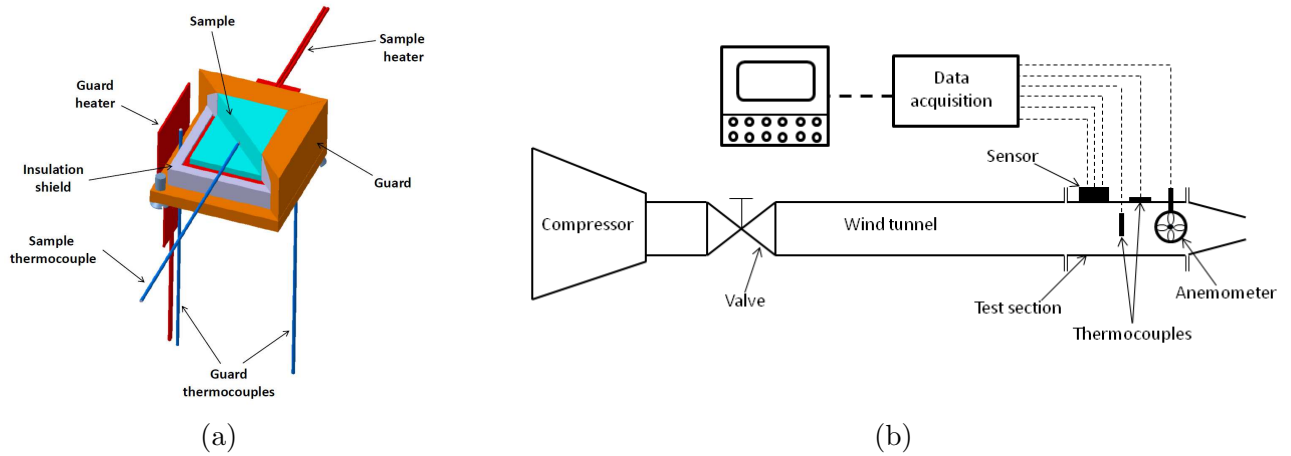 Sample
Sample
heater
Guard
heater
Insulation
shield
Guard
Sample
thermocouple
Guard
thermocouples
(a)
Data
acquisition
Sensor
Compressor
Wind tunnel
Valve
Test section
Anemometer
Thermocouples
(b)